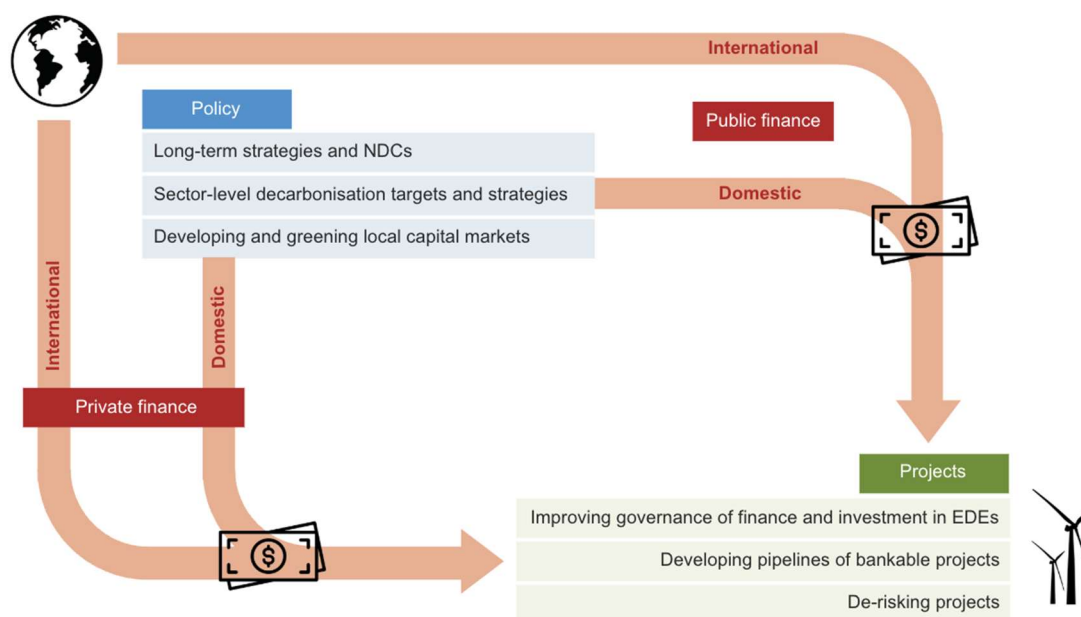 International
Policy
Public finance
Long-term strategies and NDCs
Sector-level decarbonisation targets and strategies
Domestic
Developing and greening local capital markets
$
International
Domestic
Private finance
Projects
Improving governance of finance and investment in EDEs
$
Developing pipelines of bankable projects
De-risking projects